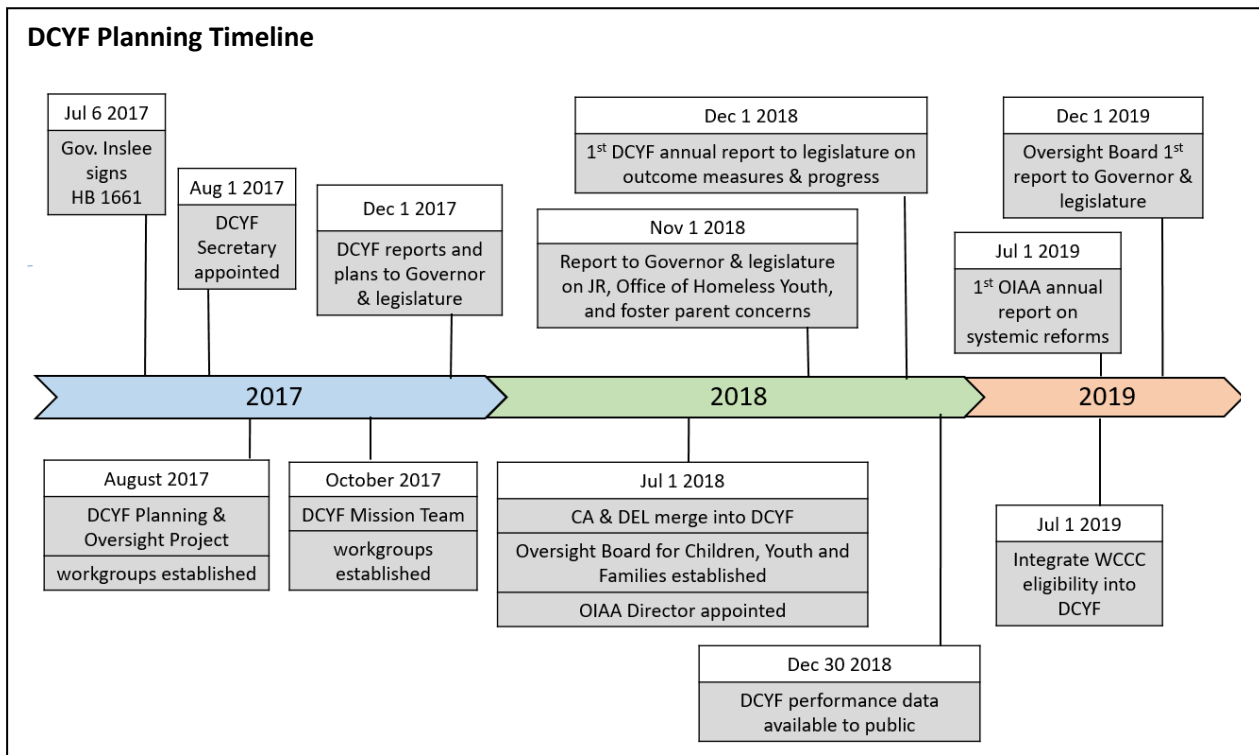 DCYF Planning Timeline
Jul 6 2017
Gov. Inslee
signs
HB 1661
Aug 1 2017
DCYF
Secretary
appointed
Dec 1 2017
DCYF reports and
plans to Governor
& legislature
Dec 1 2018
1st DCYF annual report to legislature on
outcome measures & progress
Nov 1 2018
Report to Governor & legislature
on JR, Office of Homeless Youth,
and foster parent concerns
Dec 1 2019
Oversight Board 1st
report to Governor &
legislature
Jul 1 2019
1st OIAA annual
report on
systemic reforms
2017
2018
2019
August 2017
DCYF Planning &
Oversight Project
workgroups established
October 2017
DCYF Mission Team
workgroups
established
Jul 1 2018
CA & DEL merge into DCYF
Oversight Board for Children, Youth and
Families established
OIAA Director appointed
Dec 30 2018
DCYF performance data
available to public
Jul 1 2019
Integrate WCCC
eligibility into
DCYF